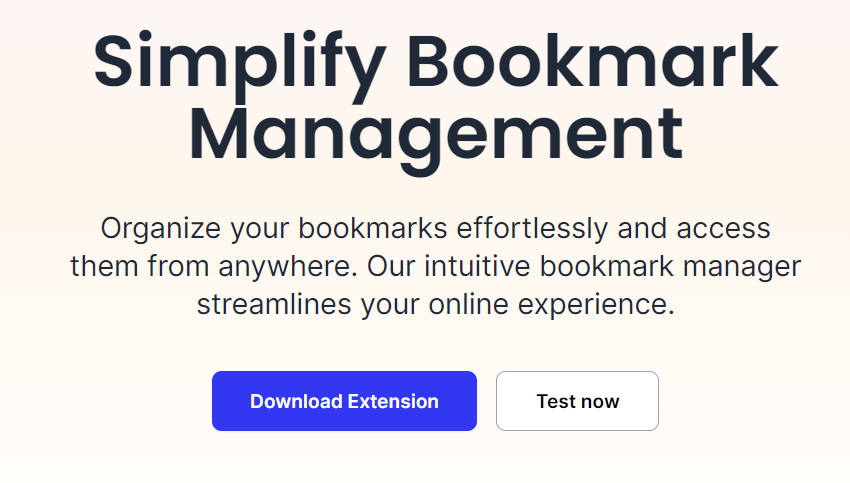 Simplify Bookmark
Management
Organize your bookmarks effortlessly and access
them from anywhere. Our intuitive bookmark manager
streamlines your online experience.
Download Extension
Test now